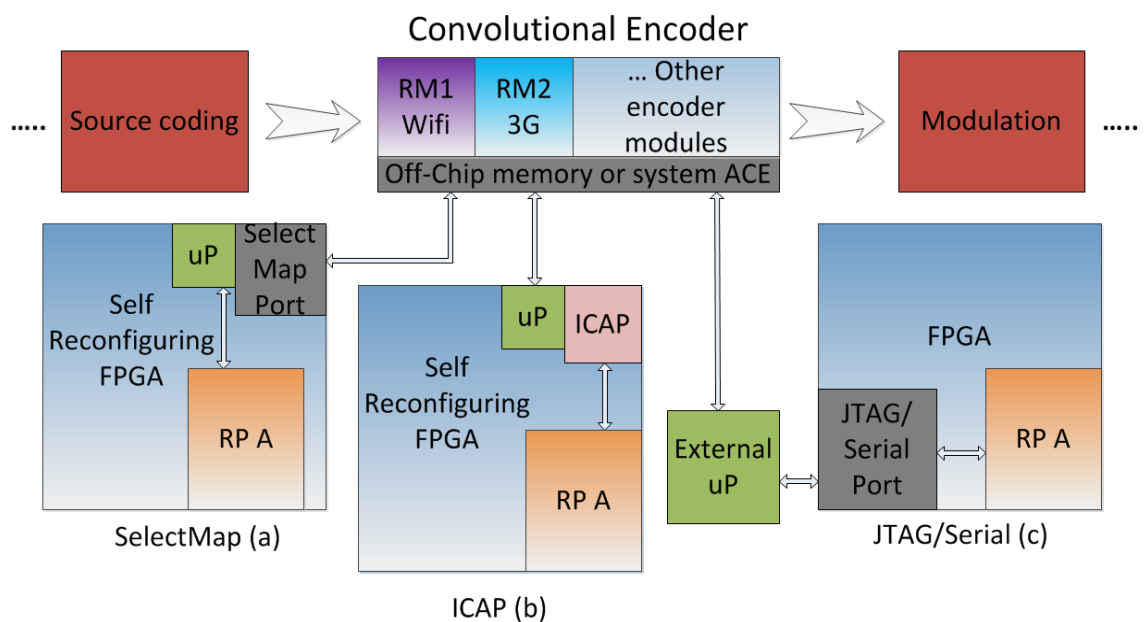 Convolutional Encoder
.....
Source coding
RM1
Wifi
RM2
3G
... Other
encoder
modules
Modulation
.....
Off-Chip memory or system ACE
uP
Select
Map
Port
Self
Reconfiguring
FPGA
RP A
SelectMap (a)
uP
ICAP
Self
Reconfiguring
FPGA
RP A
ICAP (b)
External
uP
FPGA
JTAG/
Serial
Port
RP A
JTAG/Serial (c)